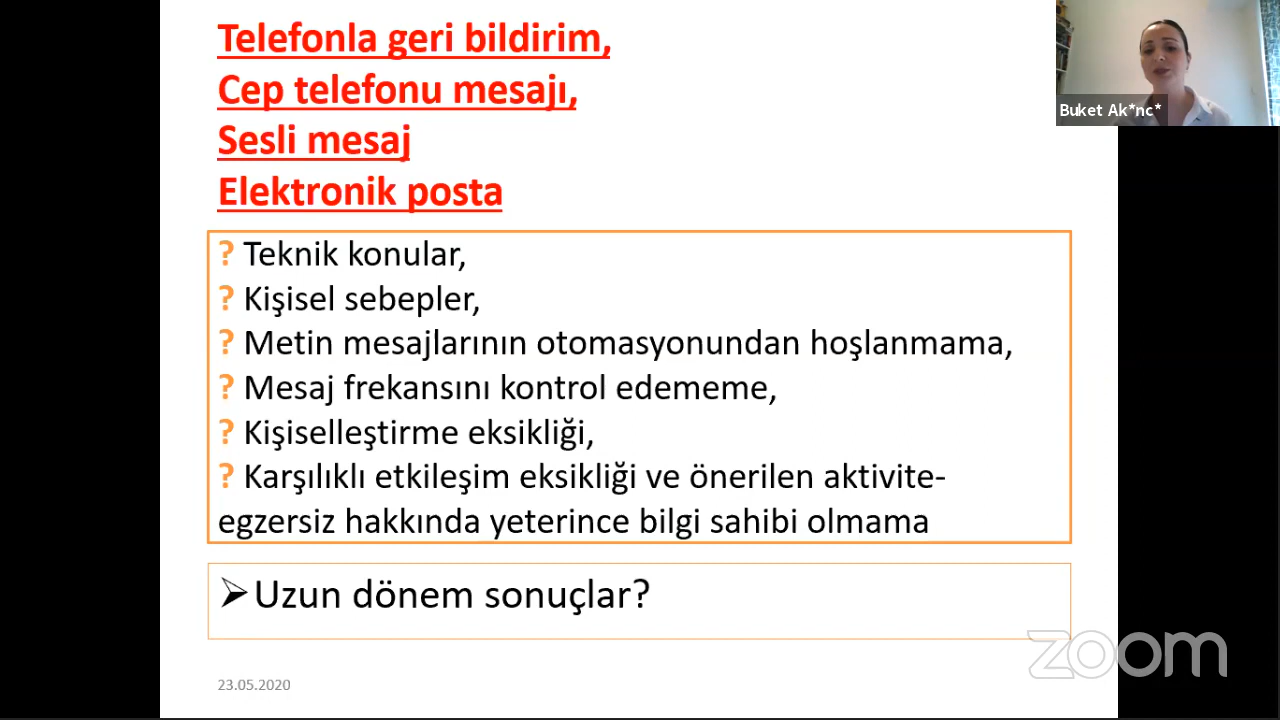 Telefonla geri bildirim,
Cep telefonu mesajı,
Sesli mesaj
Elektronik posta
? Teknik konular,
? Kişisel sebepler,
? Metin mesajlarının otomasyonundan hoşlanmama,
? Mesaj frekansını kontrol edememe,
? Kişiselleştirme eksikliği,
? Karşılıklı etkileşim eksikliği ve önerilen aktivite-
egzersiz hakkında yeterince bilgi sahibi olmama
➢Uzun dönem sonuçlar?
23.05.2020
Buket Ak*nc*
zoom